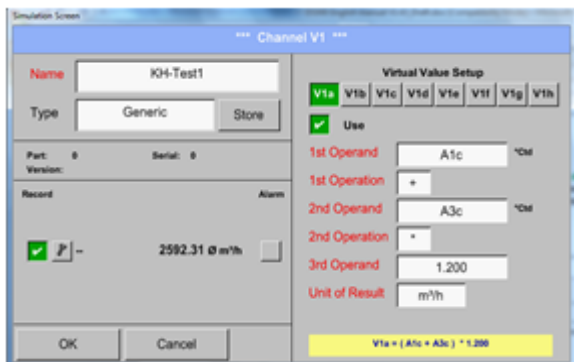 Simulation Screen
*** Channel V1 ***
Name KH-Test1
Type Generic Store
Part: 0 Serial: 0
Version:
Record Alarm
-- 2592.31 Ø m³/h
OK Cancel
Virtual Value Setup
V1a V1b V1c V1d V1e V1f V1g V1h
Use
1st Operand A1c °Ctd
1st Operation +
2nd Operand A3c °Ctd
2nd Operation *
3rd Operand 1.200
Unit of Result m³/h
V1a = ( A1c + A3c ) * 1.200